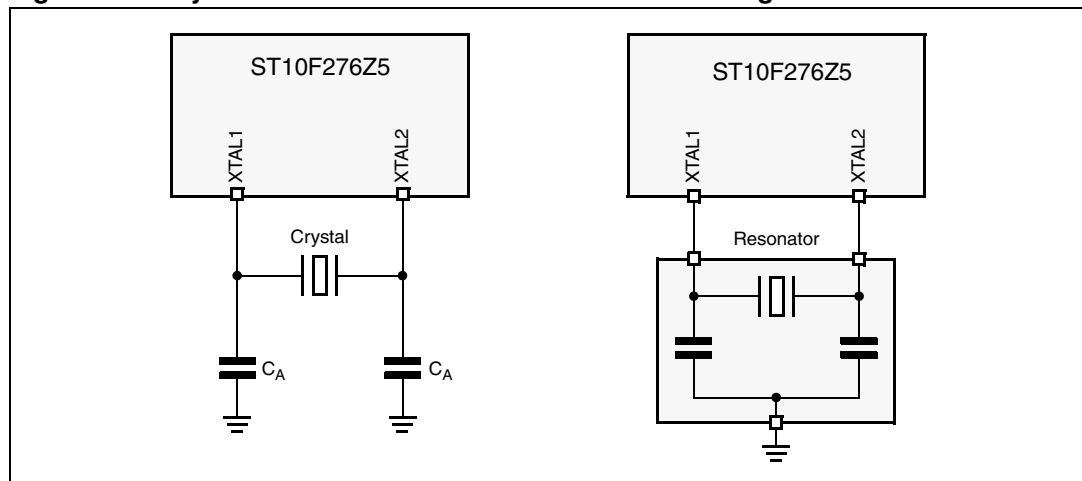 ST10F276Z5
XTAL1
XTAL2
Crystal
CA
CA
ST10F276Z5
XTAL1
XTAL2
Resonator